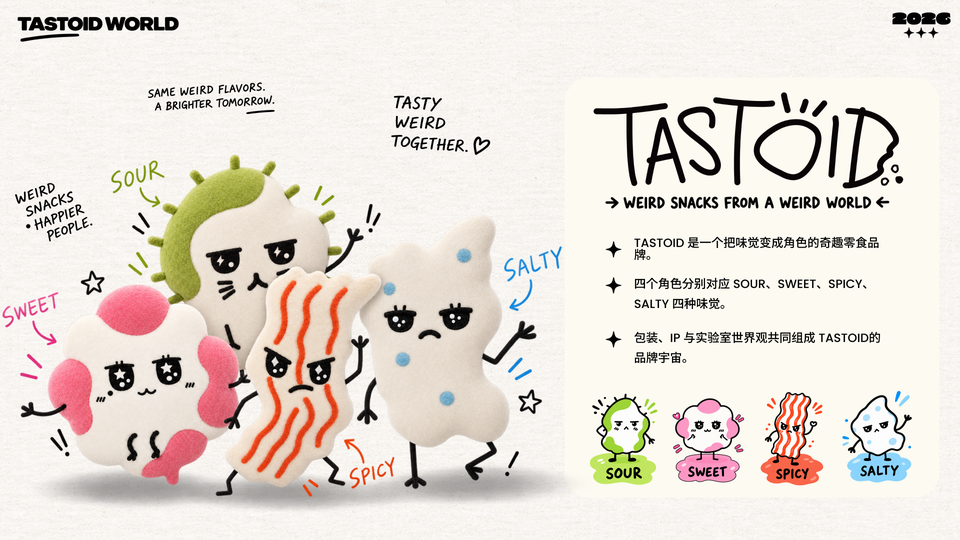 TASTOID WORLD
2026
SAME WEIRD FLAVORS.
A BRIGHTER TOMORROW.
TASTY
WEIRD
TOGETHER.
WEIRD
SNACKS
• HAPPIER
PEOPLE.
SOUR
SWEET
SALTY
SPICY
!!
!!
!
TASTOID
→ WEIRD SNACKS FROM A WEIRD WORLD ←
TASTOID 是一个把味觉变成角色的奇趣零食品
牌。
四个角色分别对应 SOUR、SWEET、SPICY、
SALTY 四种味觉。
包装、IP 与实验室世界观共同组成 TASTOID的
品牌宇宙。
SOUR
SWEET
SPICY
SALTY